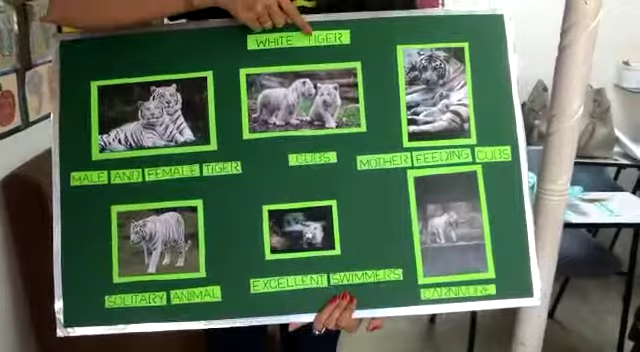 WHITE TIGER
MALE AND FEMALE TIGER
CUBS
MOTHER FEEDING CUBS
SOLITARY ANIMAL
EXCELLENT SWIMMERS
CARNIVORE